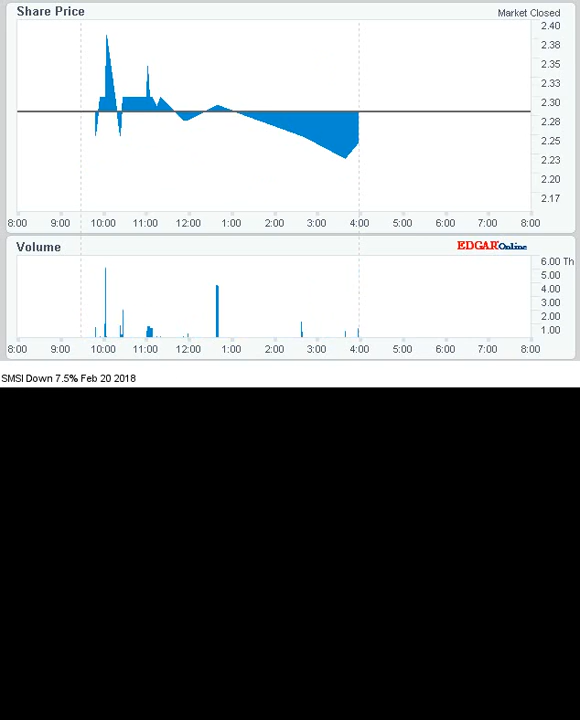 Share Price
Market Closed
2.40
2.38
2.35
2.33
2.30
2.28
2.25
2.23
2.20
2.17
8:00 9:00 10:00 11:00 12:00 1:00 2:00 3:00 4:00 5:00 6:00 7:00 8:00
Volume
EDGAR Online
6.00 Th
5.00
4.00
3.00
2.00
1.00
8:00 9:00 10:00 11:00 12:00 1:00 2:00 3:00 4:00 5:00 6:00 7:00 8:00
SMSI Down 7.5% Feb 20 2018